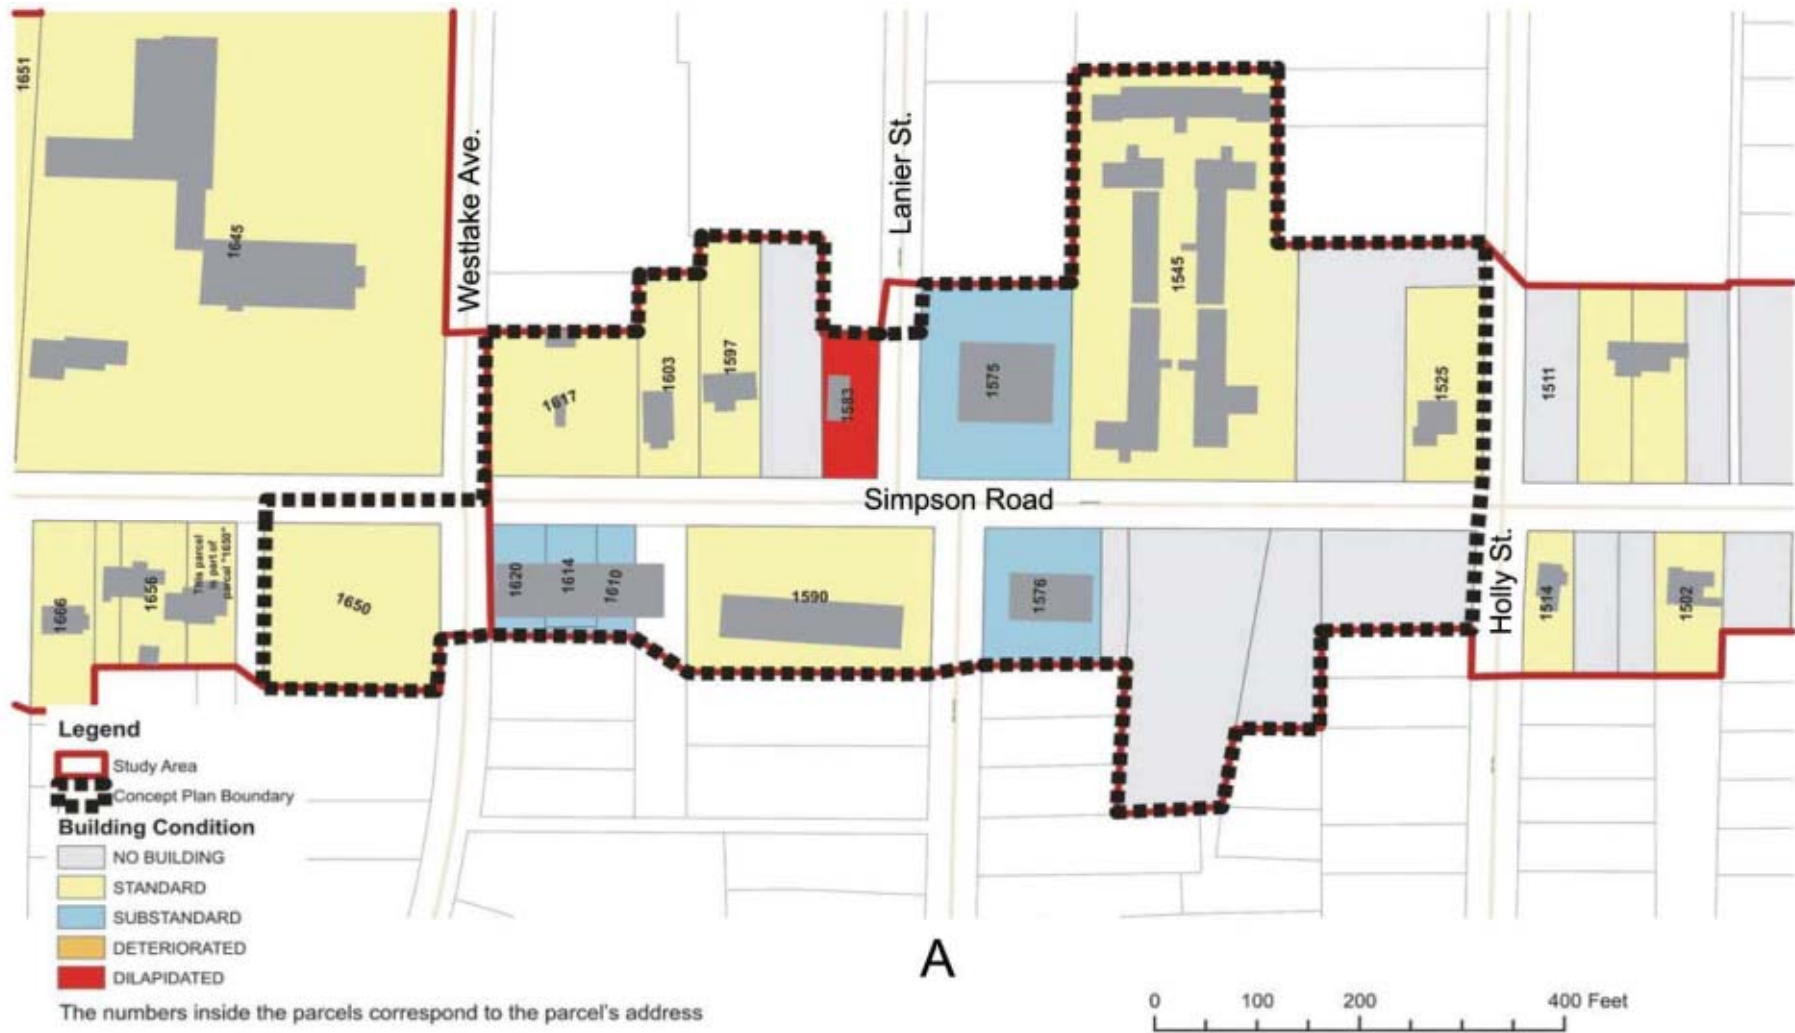 1651
1645
Westlake Ave.
Lanier St.
1617
1603
1597
1583
1575
1545
1525
1511
Simpson Road
1666
1656
This parcel
is part of
parcel "1650"
1650
1620
1614
1610
1590
1576
Holly St.
1514
1502
Legend
Study Area
Concept Plan Boundary
Building Condition
NO BUILDING
STANDARD
SUBSTANDARD
DETERIORATED
DILAPIDATED
The numbers inside the parcels correspond to the parcel's address
A
0 100 200 400 Feet